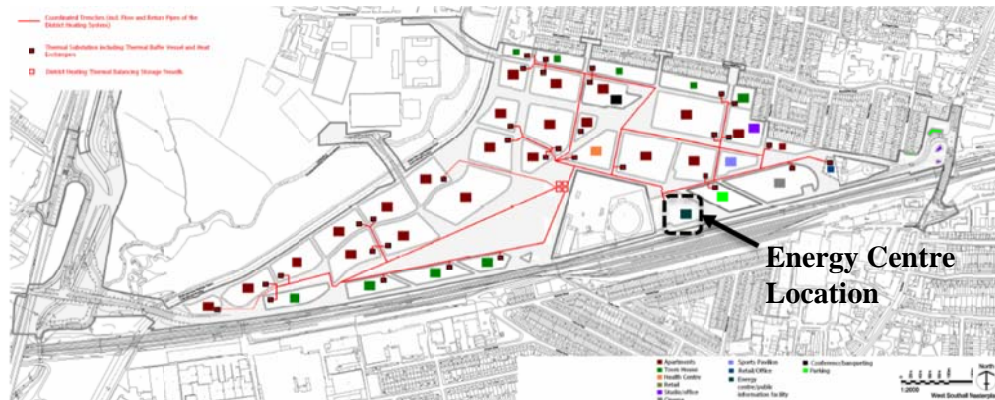 Coordinated Trenches (incl. Flow and Return Pipes of the
District Heating System)
Thermal Substation including Thermal Buffer Vessel and Heat
Exchangers
District Heating Thermal Balancing Storage Vessels
Energy Centre
Location
Apartments
Town House
Health Centre
Retail
Studio/office
Cinema
Sports Pavilion
Retail/Office
Energy
centre/public
information facility
Conference/banqueting
Parking
North
1:2000
West Southall Masterplan